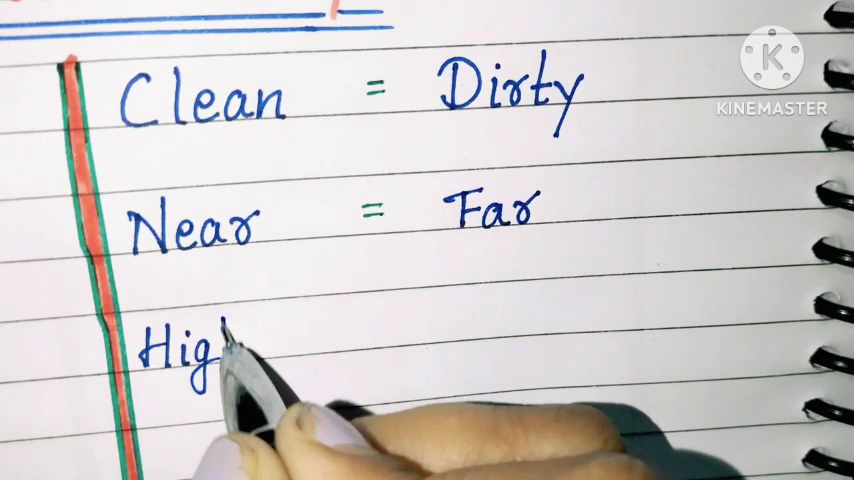 Clean = Dirty
Near = Far
Hig
KINEMASTER